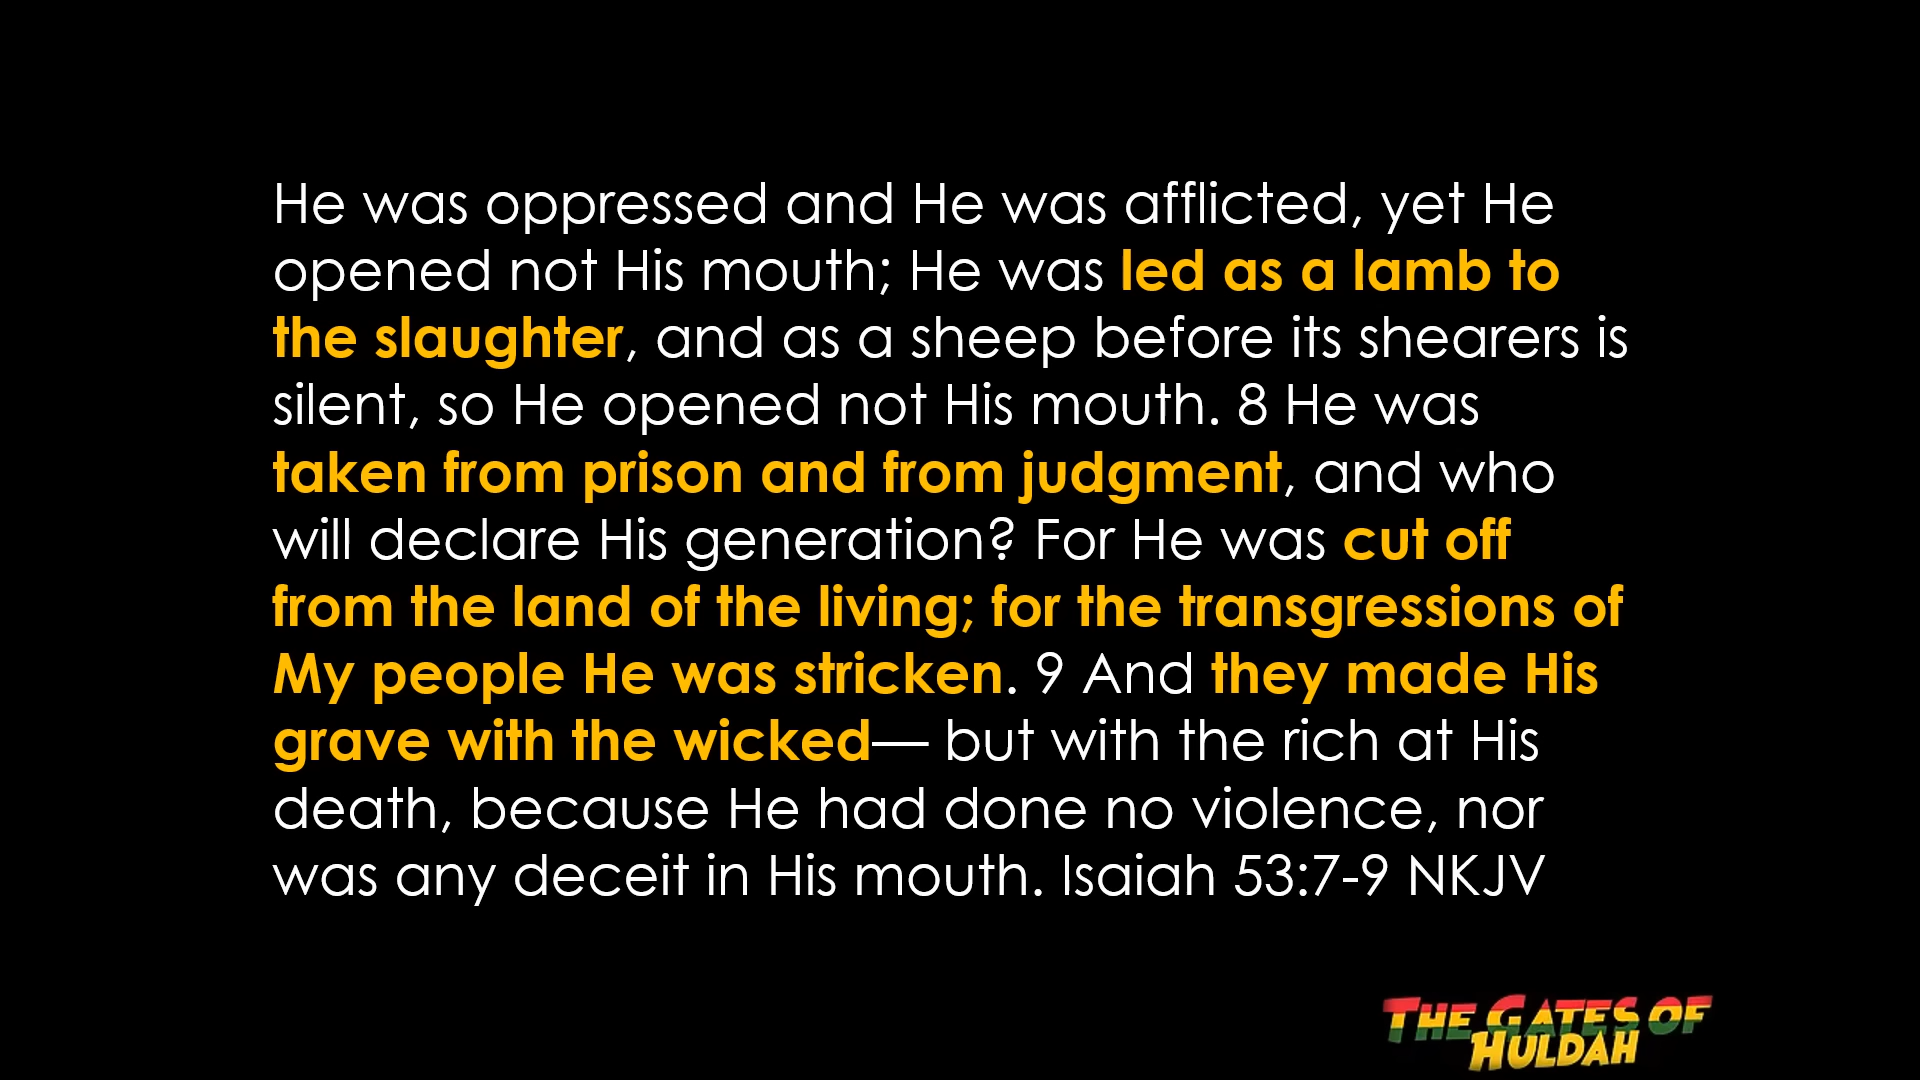 He was oppressed and He was afflicted, yet He
opened not His mouth; He was led as a lamb to
the slaughter, and as a sheep before its shearers is
silent, so He opened not His mouth. 8 He was
taken from prison and from judgment, and who
will declare His generation? For He was cut off
from the land of the living; for the transgressions of
My people He was stricken. 9 And they made His
grave with the wicked— but with the rich at His
death, because He had done no violence, nor
was any deceit in His mouth. Isaiah 53:7-9 NKJV
THE GATES OF
HULDAH